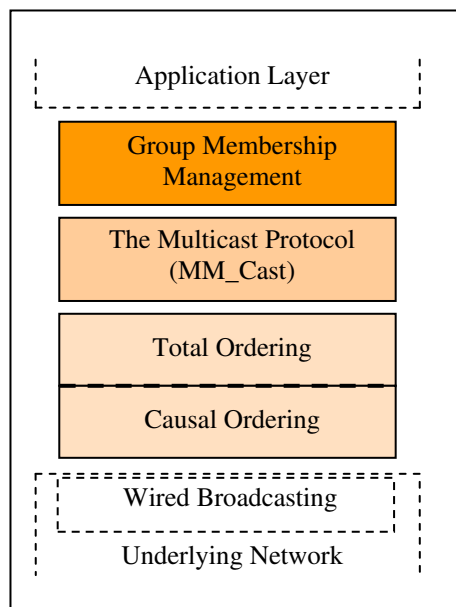 Application Layer
Group Membership
Management
The Multicast Protocol
(MM_Cast)
Total Ordering
Causal Ordering
Wired Broadcasting
Underlying Network